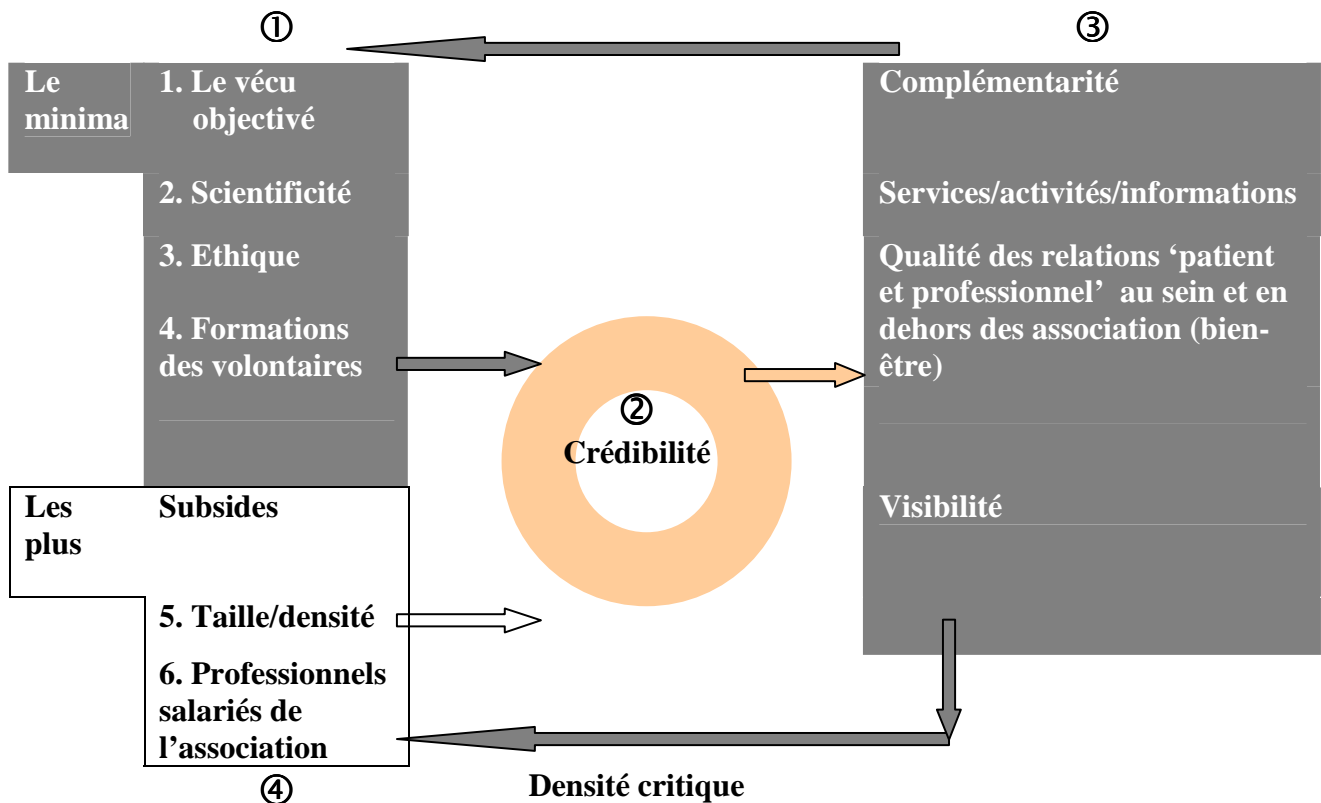 ①
Le
minima
1. Le vécu
objectivé
2. Scientificité
3. Ethique
4. Formations
des volontaires
②
Crédibilité
③
Complémentarité
Services/activités/informations
Qualité des relations ‘patient
et professionnel’ au sein et en
dehors des association (bien-
être)
Visibilité
Les
plus
Subsides
5. Taille/densité
6. Professionnels
salariés de
l’association
④
Densité critique